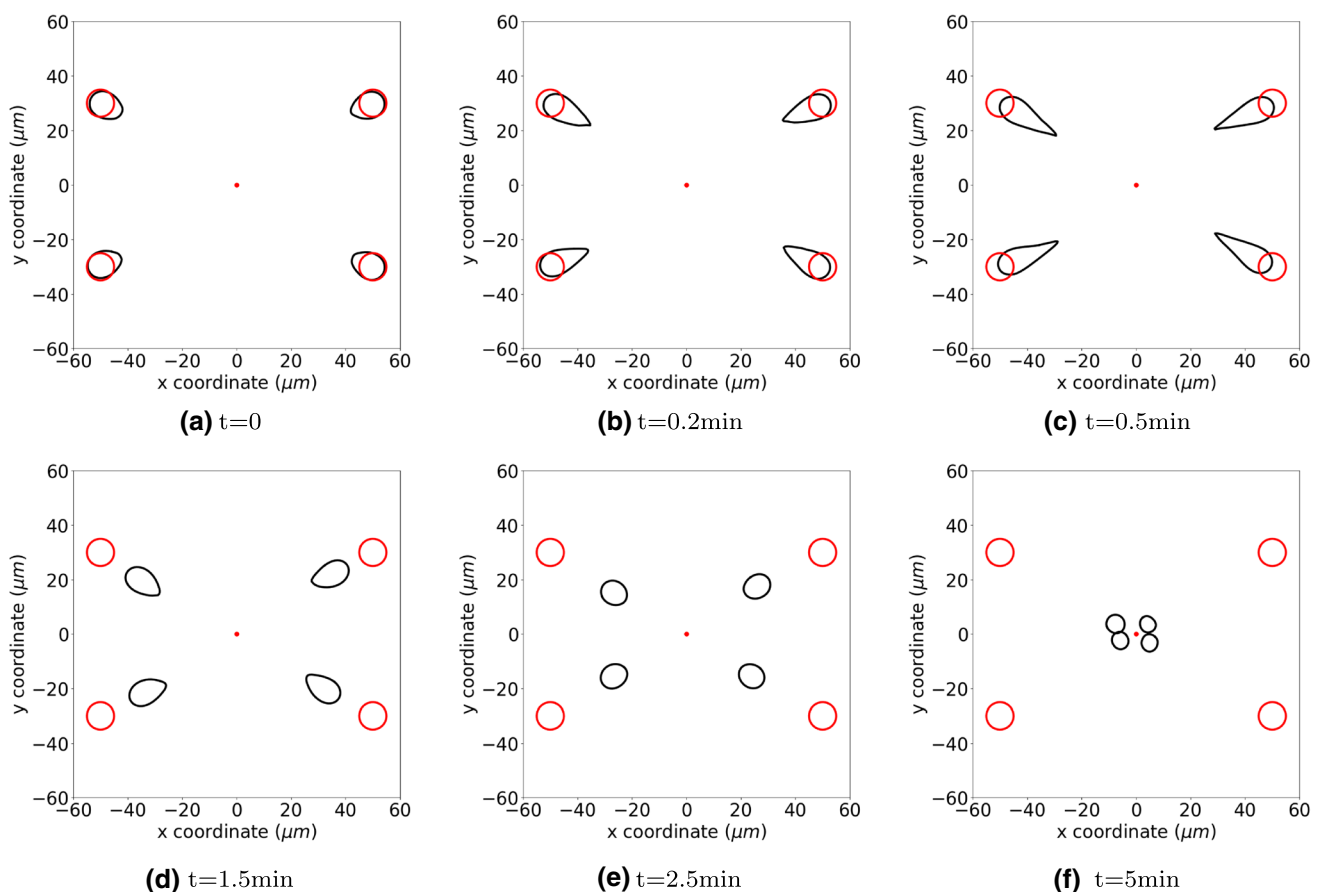 60
40
20
0
−20
−40
−60
−60 −40 −20 0 20 40 60
x coordinate (μm)
y coordinate (μm)
(a) t=0
60
40
20
0
−20
−40
−60
−60 −40 −20 0 20 40 60
x coordinate (μm)
y coordinate (μm)
(b) t=0.2min
60
40
20
0
−20
−40
−60
−60 −40 −20 0 20 40 60
x coordinate (μm)
y coordinate (μm)
(c) t=0.5min
60
40
20
0
−20
−40
−60
−60 −40 −20 0 20 40 60
x coordinate (μm)
y coordinate (μm)
(d) t=1.5min
60
40
20
0
−20
−40
−60
−60 −40 −20 0 20 40 60
x coordinate (μm)
y coordinate (μm)
(e) t=2.5min
60
40
20
0
−20
−40
−60
−60 −40 −20 0 20 40 60
x coordinate (μm)
y coordinate (μm)
(f) t=5min